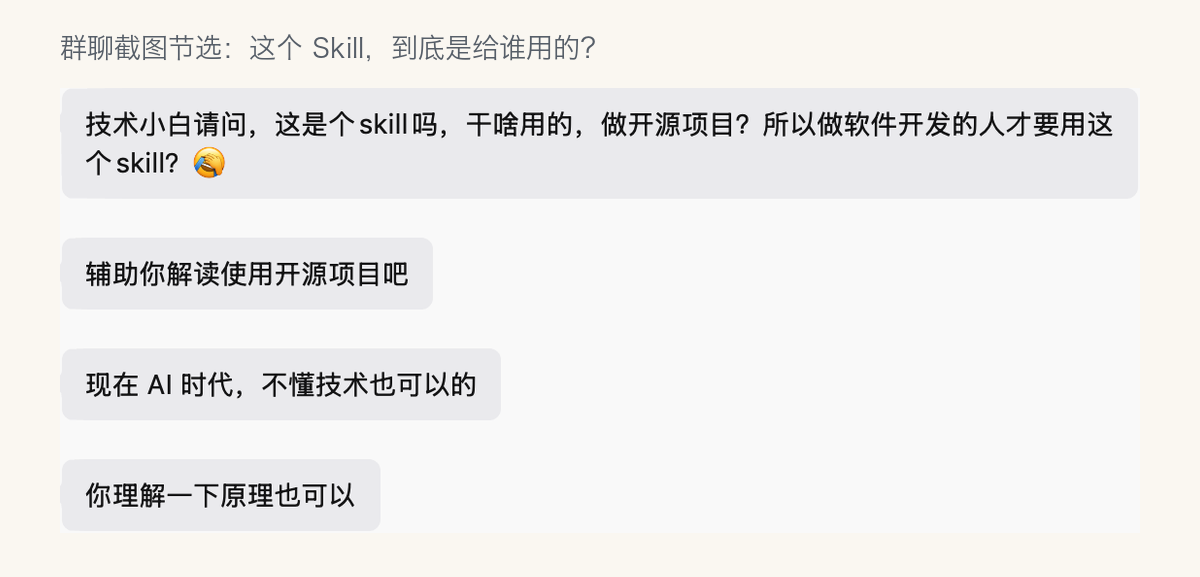 群聊截图节选：这个 Skill，到底是给谁用的？
技术小白请问，这是个skill吗，干啥用的，做开源项目？所以做软件开发的人才要用这
个skill？🤦
辅助你解读使用开源项目吧
现在 AI 时代，不懂技术也可以的
你理解一下原理也可以